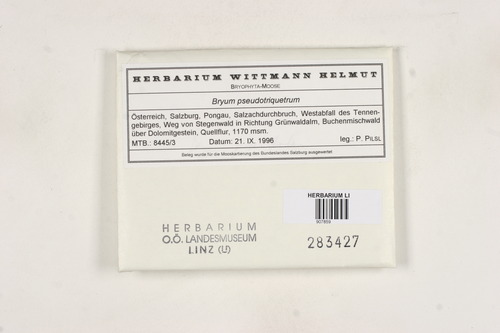 HERBARIUM WITTMANN HELMUT
BRYOPHYTA-MOOSE
Bryum pseudotriquetrum
Österreich, Salzburg, Pongau, Salzachdurchbruch, Westabfall des Tennen-
gebirges, Weg von Stegenwald in Richtung Grünwaldalm, Buchenmischwald
über Dolomitgestein, Quellflur, 1170 msm.
MTB.: 8445/3 Datum: 21. IX. 1996 leg.: P. PILSL
Beleg wurde für die Mooskartierung des Bundeslandes Salzburg ausgewertet
HERBARIUM LI
HERBARIUM
O.Ö. LANDESMUSEUM
LINZ (LI)
283427